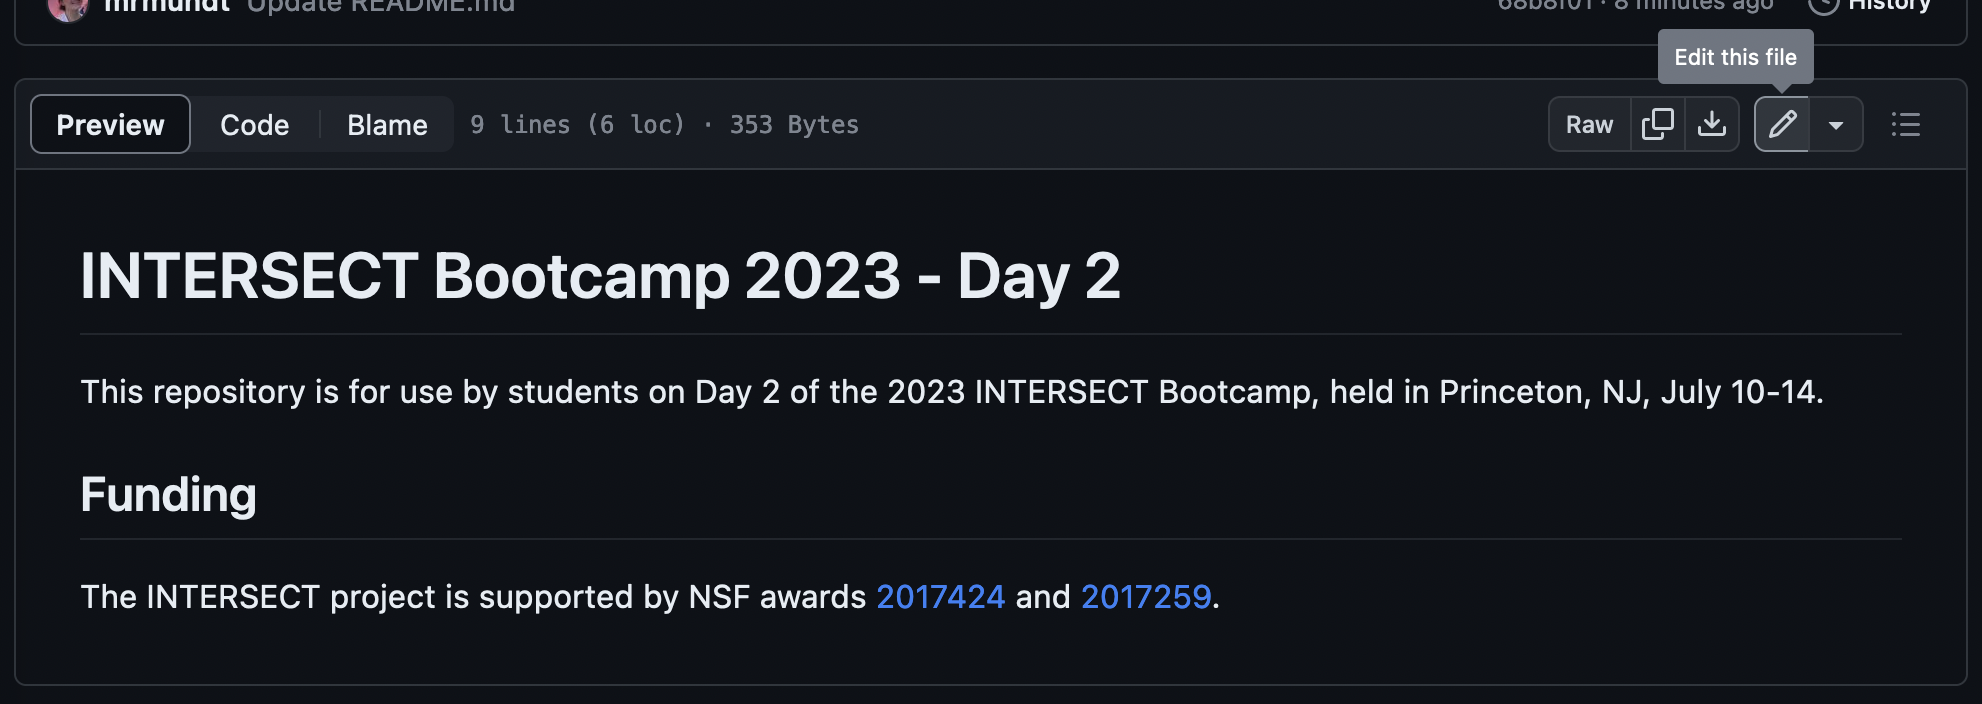 mrmundt Update README.md 68b8f01 · 8 minutes ago History
Edit this file
Preview Code Blame 9 lines (6 loc) · 353 Bytes Raw
INTERSECT Bootcamp 2023 - Day 2
This repository is for use by students on Day 2 of the 2023 INTERSECT Bootcamp, held in Princeton, NJ, July 10-14.
Funding
The INTERSECT project is supported by NSF awards 2017424 and 2017259.